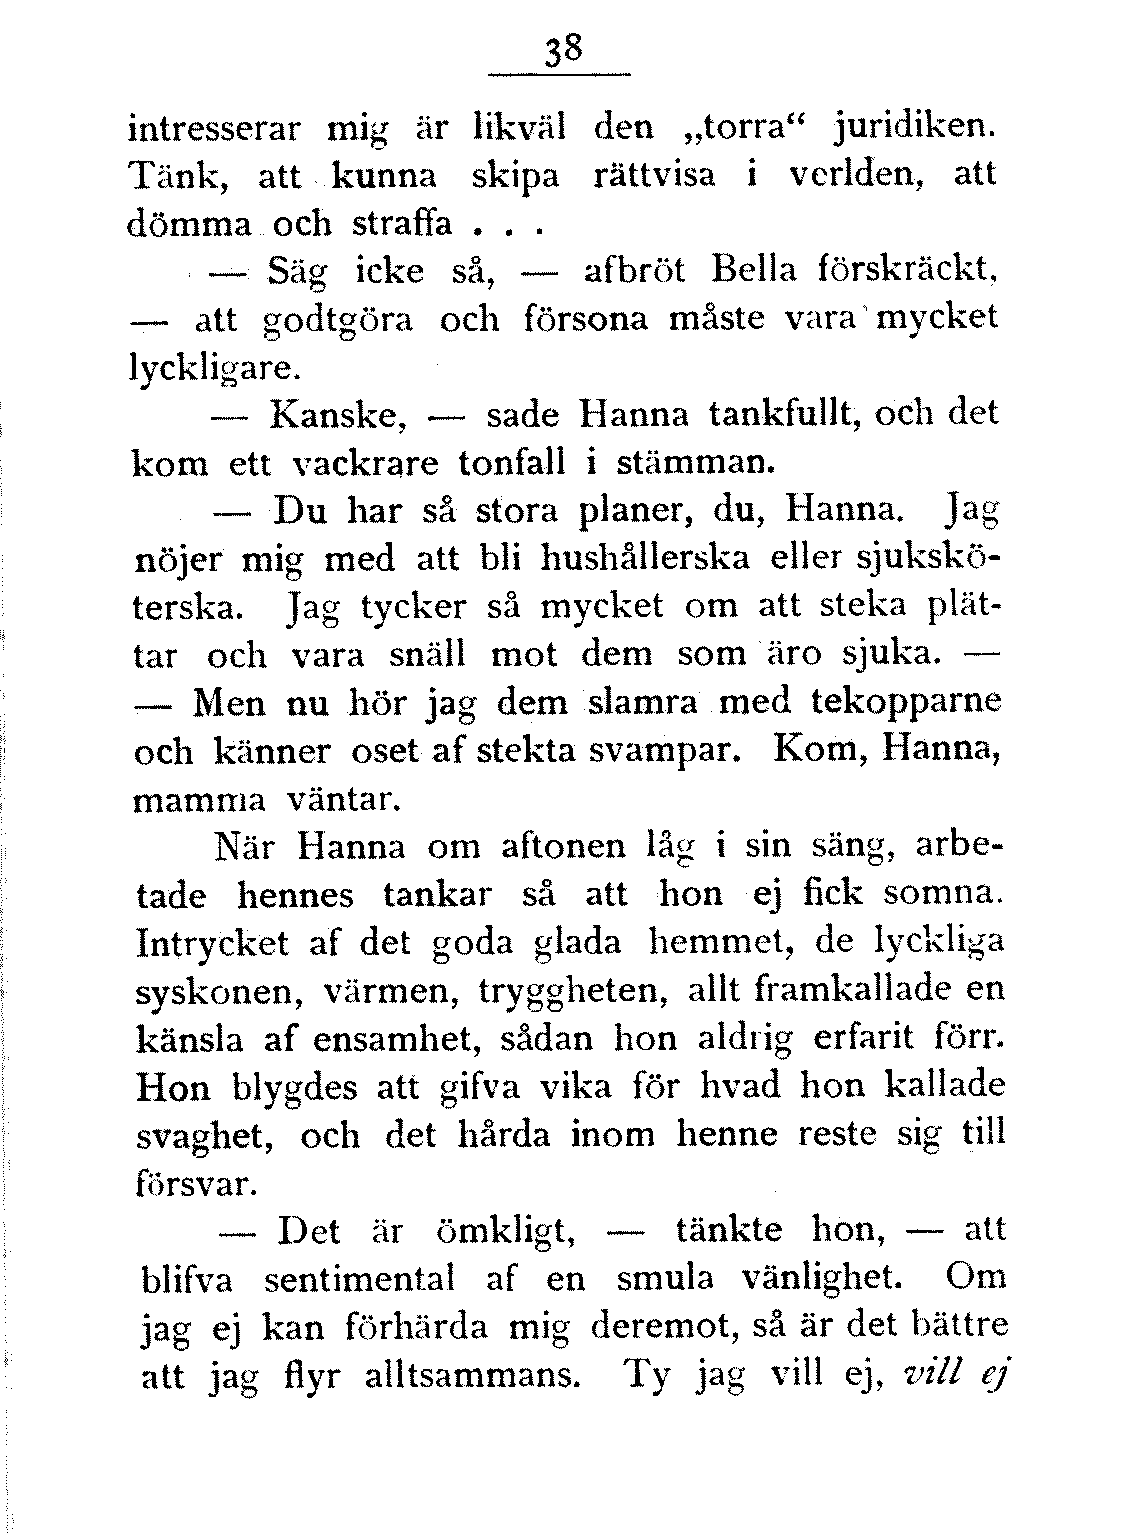 38
intresserar mig är likväl den „torra“ juridiken.
Tänk, att kunna skipa rättvisa i verlden, att
dömma och straffa . . .
— Säg icke så, — afbröt Bella förskräckt,
— att godtgöra och försona måste vara mycket
lyckligare.
— Kanske, — sade Hanna tankfullt, och det
kom ett vackrare tonfall i stämman.
— Du har så stora planer, du, Hanna. Jag
nöjer mig med att bli hushållerska eller sjukskö-
terska. Jag tycker så mycket om att steka plät-
tar och vara snäll mot dem som äro sjuka. —
— Men nu hör jag dem slamra med tekopparne
och känner oset af stekta svampar. Kom, Hanna,
mamma väntar.
När Hanna om aftonen låg i sin säng, arbe-
tade hennes tankar så att hon ej fick somna.
Intrycket af det goda glada hemmet, de lyckliga
syskonen, värmen, tryggheten, allt framkallade en
känsla af ensamhet, sådan hon aldrig erfarit förr.
Hon blygdes att gifva vika för hvad hon kallade
svaghet, och det hårda inom henne reste sig till
försvar.
— Det är ömkligt, — tänkte hon, — att
blifva sentimental af en smula vänlighet. Om
jag ej kan förhärda mig deremot, så är det bättre
att jag flyr alltsammans. Ty jag vill ej, vill ej